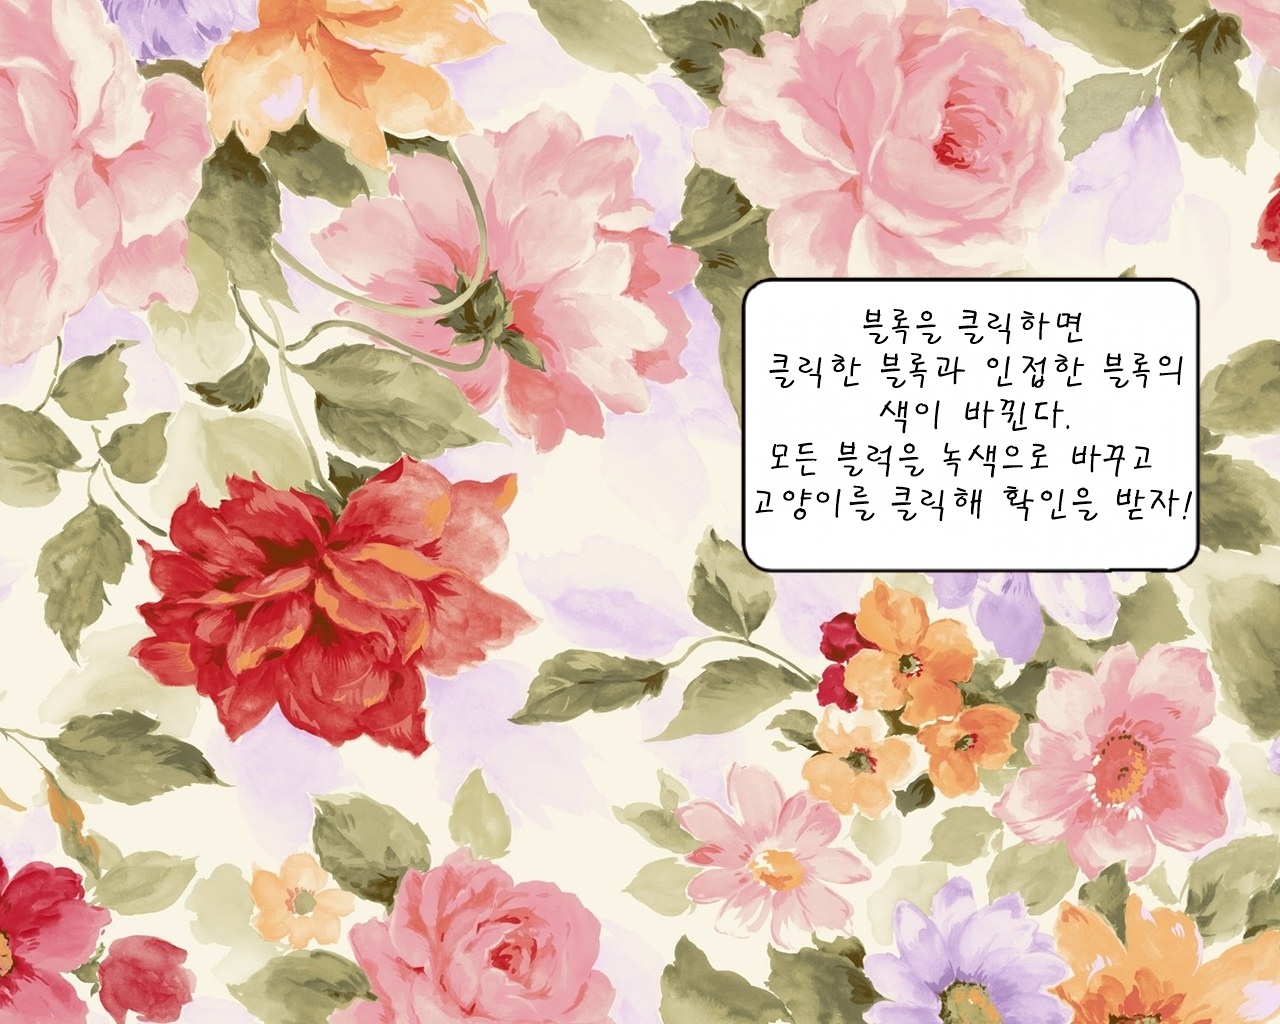 블록을 클릭하면
클릭한 블록과 인접한 블록의
색이 바뀐다.
모든 블럭을 녹색으로 바꾸고
고양이를 클릭해 확인을 받자!